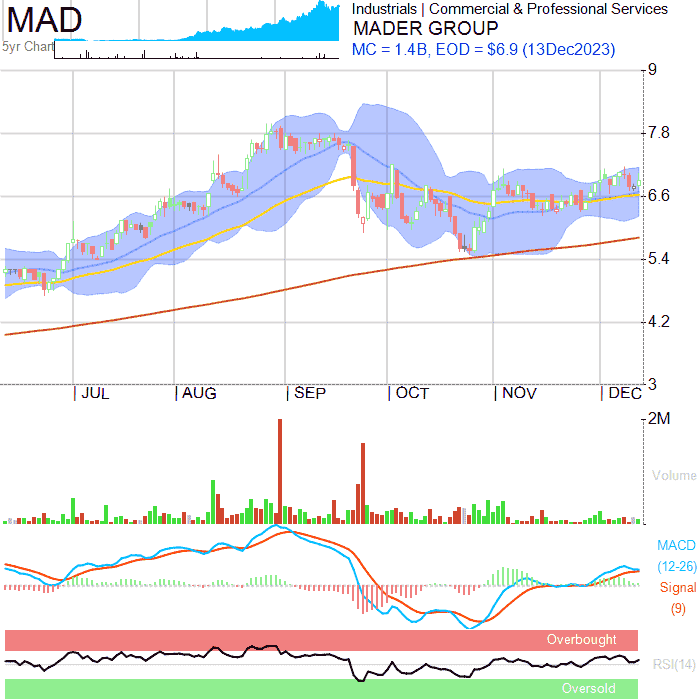 MAD
Industrials | Commercial & Professional Services
MADER GROUP
5yr Chart
MC = 1.4B, EOD = $6.9 (13Dec2023)
9
7.8
6.6
5.4
4.2
3
JUL
AUG
SEP
OCT
NOV
DEC
2M
Volume
MACD
(12-26)
Signal
(9)
Overbought
RSI(14)
Oversold